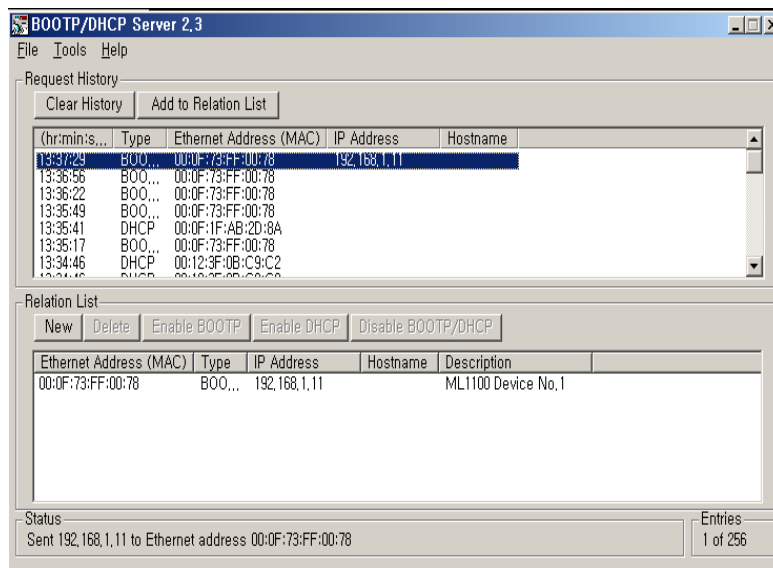 BOOTP/DHCP Server 2,3
File Tools Help
Request History
Clear History Add to Relation List
(hr:min:s... Type Ethernet Address (MAC) IP Address Hostname
13:37:29 BOO... 00:0F:73:FF:00:78 192,168,1,11
13:36:56 BOO... 00:0F:73:FF:00:78
13:36:22 BOO... 00:0F:73:FF:00:78
13:35:49 BOO... 00:0F:73:FF:00:78
13:35:41 DHCP 00:0F:1F:AB:2D:8A
13:35:17 BOO... 00:0F:73:FF:00:78
13:34:46 DHCP 00:12:3F:0B:C9:C2
Relation List
New Delete Enable BOOTP Enable DHCP Disable BOOTP/DHCP
Ethernet Address (MAC) Type IP Address Hostname Description
00:0F:73:FF:00:78 BOO... 192,168,1,11 ML1100 Device No,1
Status
Sent 192,168,1,11 to Ethernet address 00:0F:73:FF:00:78
Entries
1 of 256